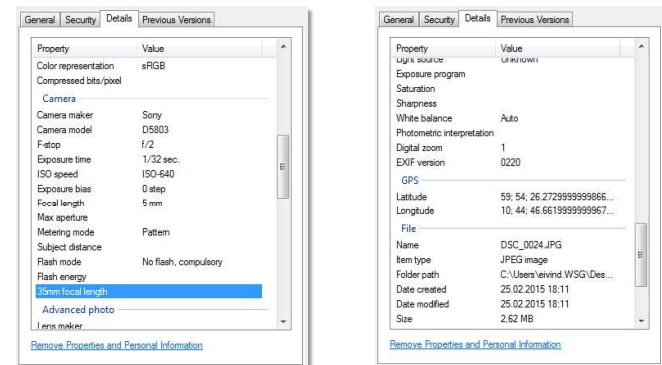 General Security Details Previous Versions
Property Value
Color representation sRGB
Compressed bits/pixel
Camera
Camera maker Sony
Camera model D5803
F-stop f/2
Exposure time 1/32 sec.
ISO speed ISO-640
Exposure bias 0 step
Focal length 5 mm
Max aperture
Metering mode Pattern
Subject distance
Flash mode No flash, compulsory
Flash energy
35mm focal length
Advanced photo
Lens maker
Remove Properties and Personal Information
General Security Details Previous Versions
Property Value
Light source Unknown
Exposure program
Saturation
Sharpness
White balance Auto
Photometric interpretation
Digital zoom 1
EXIF version 0220
GPS
Latitude 59; 54; 26.2729999999866...
Longitude 10; 44; 46.6619999999967...
File
Name DSC_0024.JPG
Item type JPEG image
Folder path C:\Users\eivind.WSG\Des...
Date created 25.02.2015 18:11
Date modified 25.02.2015 18:11
Size 2,62 MB
Remove Properties and Personal Information